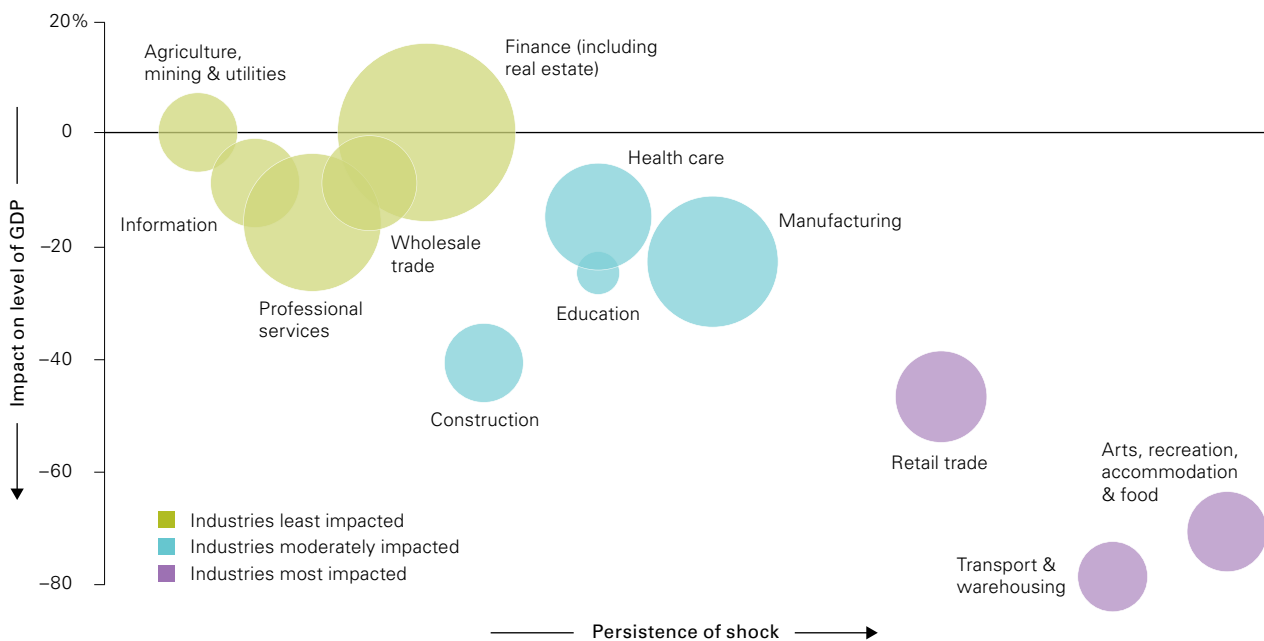 20%
0
–20
–40
–60
–80
Impact on level of GDP
Agriculture,
mining & utilities
Finance (including
real estate)
Information
Wholesale
trade
Professional
services
Health care
Manufacturing
Education
Construction
Retail trade
Arts, recreation,
accommodation
& food
Transport &
warehousing
Industries least impacted
Industries moderately impacted
Industries most impacted
Persistence of shock